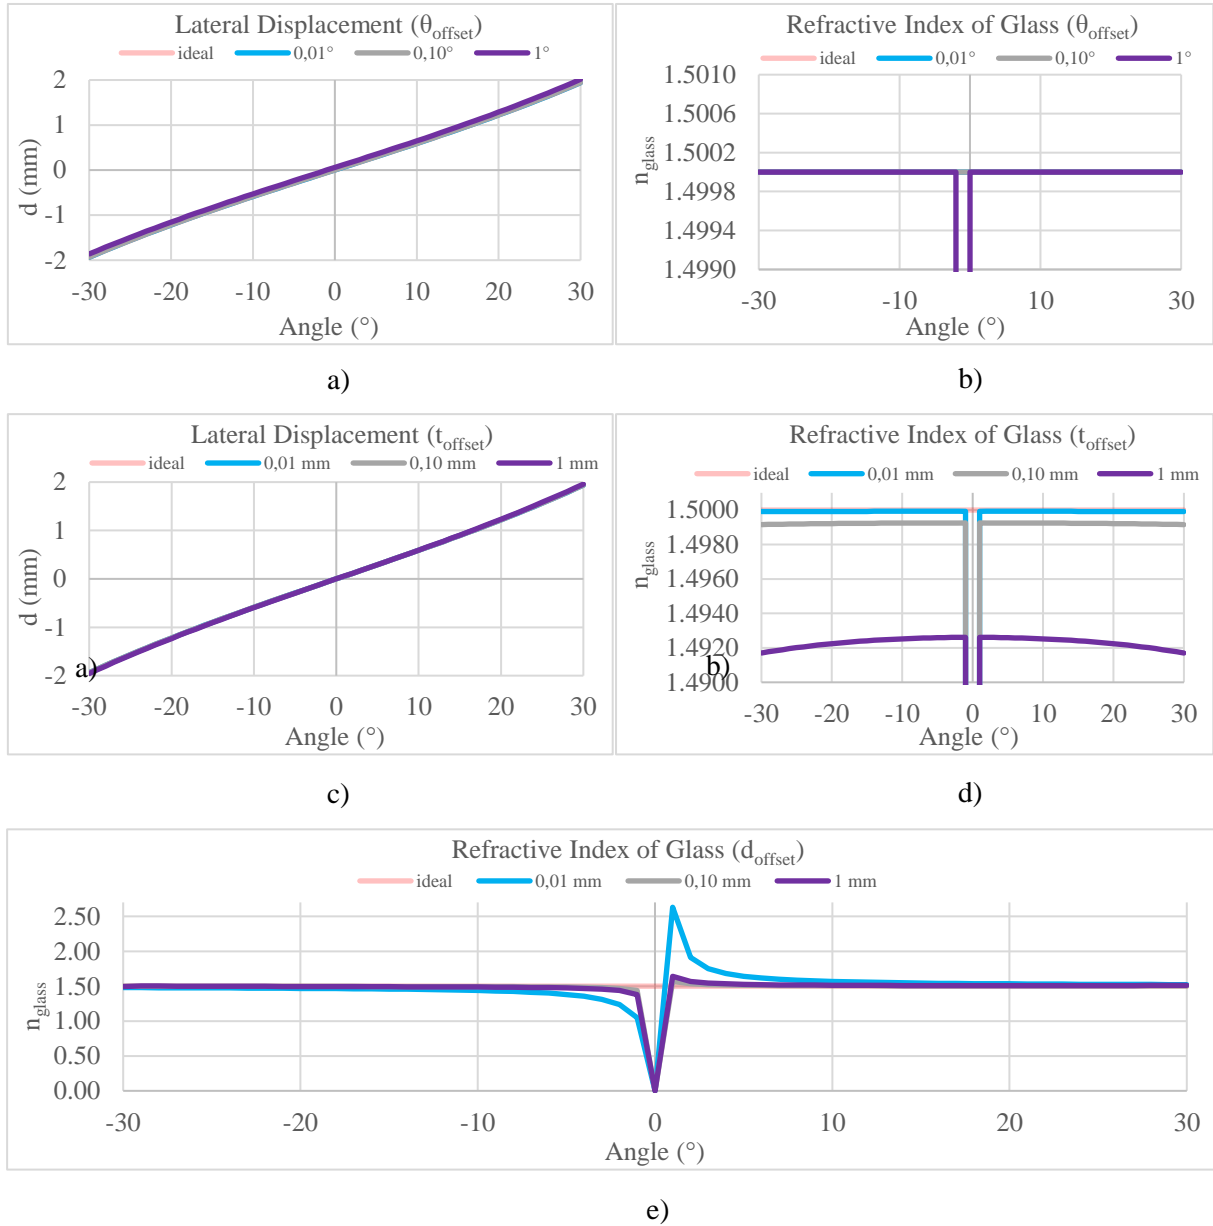 Lateral Displacement (θoffset)
ideal 0,01° 0,10° 1°
2
1
0
-1
-2
d (mm)
-30 -20 -10 0 10 20 30
Angle (°)
a)
Refractive Index of Glass (θoffset)
ideal 0,01° 0,10° 1°
1.5010
1.5006
1.5002
1.4998
1.4994
1.4990
nglass
-30 -10 10 30
Angle (°)
b)
Lateral Displacement (toffset)
ideal 0,01 mm 0,10 mm 1 mm
2
1
0
-1
-2
d (mm)
a)
-30 -20 -10 0 10 20 30
Angle (°)
c)
Refractive Index of Glass (toffset)
ideal 0,01 mm 0,10 mm 1 mm
1.5000
1.4980
1.4960
1.4940
1.4920
1.4900
nglass
b)
-30 -20 -10 0 10 20 30
Angle (°)
d)
Refractive Index of Glass (doffset)
ideal 0,01 mm 0,10 mm 1 mm
2.50
2.00
1.50
1.00
0.50
0.00
nglass
-30 -20 -10 0 10 20 30
Angle (°)
e)